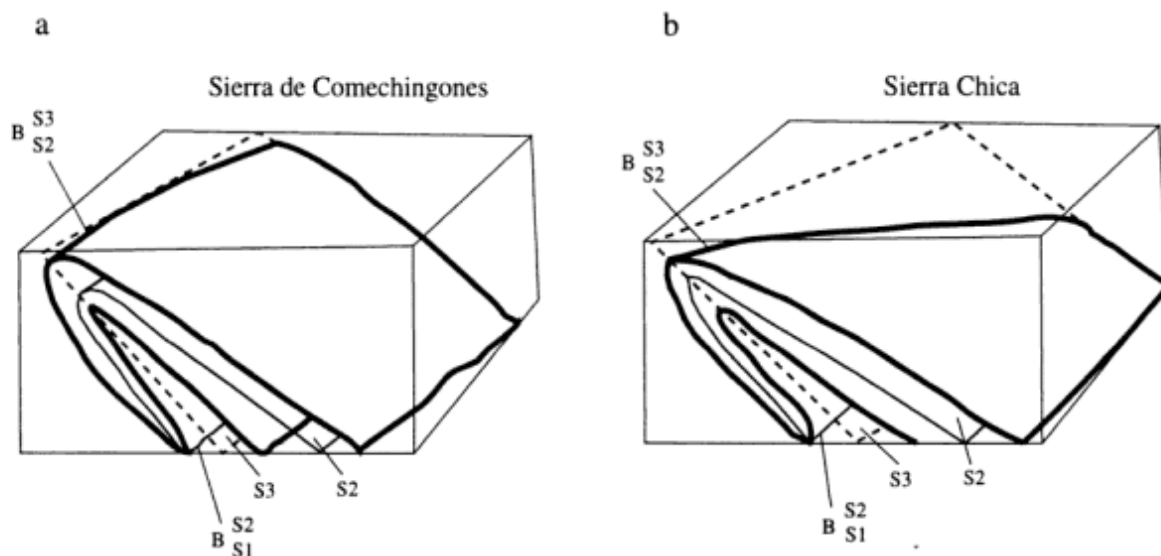 a
b
Sierra de Comechingones
Sierra Chica
B S3
S2
B S3
S2
S3
S2
B S2
S1
S3
S2
B S2
S1